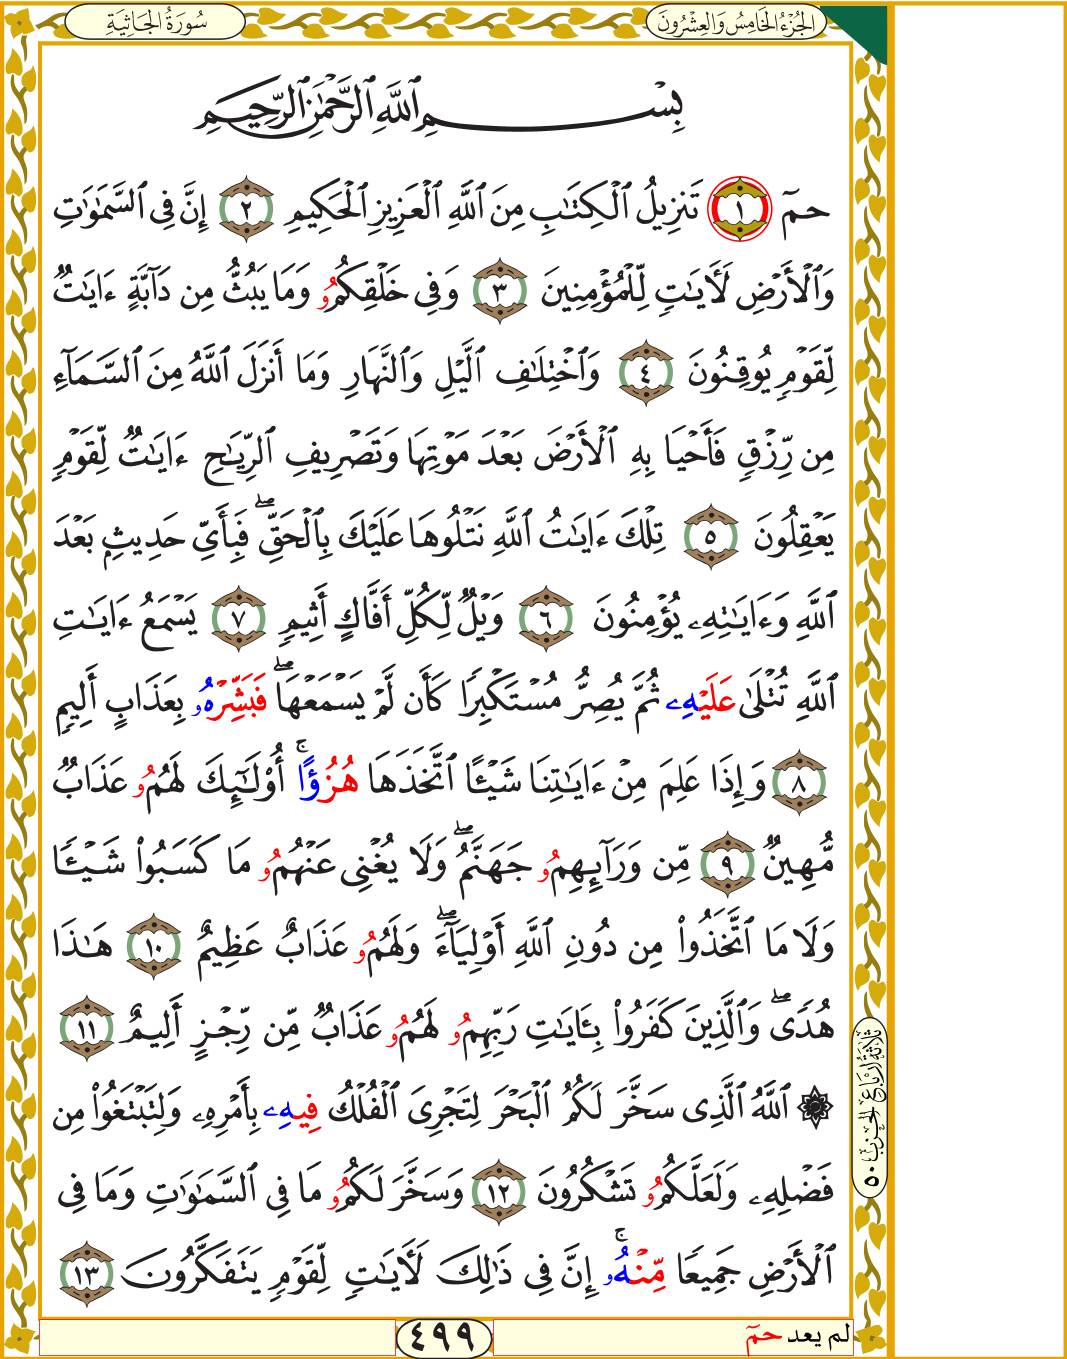 الجُزْءُ الخَامِسُ وَالعِشْرُونَ
سُورَةُ الجَاثِيَةِ
بِسْمِ ٱللَّهِ ٱلرَّحْمَٰنِ ٱلرَّحِيمِ
حمٓ ١ تَنزِيلُ ٱلْكِتَٰبِ مِنَ ٱللَّهِ ٱلْعَزِيزِ ٱلْحَكِيمِ ٢ إِنَّ فِى ٱلسَّمَٰوَٰتِ
وَٱلْأَرْضِ لَأٓيَٰتٍ لِّلْمُؤْمِنِينَ ٣ وَفِى خَلْقِكُمُۥ وَمَا يَبُثُّ مِن دَآبَّةٍ ءَايَٰتٌ
لِّقَوْمٍ يُوقِنُونَ ٤ وَٱخْتِلَٰفِ ٱلَّيْلِ وَٱلنَّهَارِ وَمَا أَنزَلَ ٱللَّهُ مِنَ ٱلسَّمَآءِ
مِن رِّزْقٍ فَأَحْيَا بِهِ ٱلْأَرْضَ بَعْدَ مَوْتِهَا وَتَصْرِيفِ ٱلرِّيَٰحِ ءَايَٰتٌ لِّقَوْمٍ
يَعْقِلُونَ ٥ تِلْكَ ءَايَٰتُ ٱللَّهِ نَتْلُوهَا عَلَيْكَ بِٱلْحَقِّ ۖ فَبِأَىِّ حَدِيثٍ بَعْدَ
ٱللَّهِ وَءَايَٰتِهِۦ يُؤْمِنُونَ ٦ وَيْلٌ لِّكُلِّ أَفَّاكٍ أَثِيمٍ ٧ يَسْمَعُ ءَايَٰتِ
ٱللَّهِ تُتْلَىٰ عَلَيْهِۦ ثُمَّ يُصِرُّ مُسْتَكْبِرًا كَأَن لَّمْ يَسْمَعْهَا ۖ فَبَشِّرْهُۥ بِعَذَابٍ أَلِيمٍ
٨ وَإِذَا عَلِمَ مِنْ ءَايَٰتِنَا شَيْـًٔا ٱتَّخَذَهَا هُزُؤًا ۚ أُوْلَٰٓئِكَ لَهُمُۥ عَذَابٌ
مُّهِينٌ ٩ مِّن وَرَآئِهِمُۥ جَهَنَّمُ ۖ وَلَا يُغْنِى عَنْهُمُۥ مَا كَسَبُوا۟ شَيْـًٔا
وَلَا مَا ٱتَّخَذُوا۟ مِن دُونِ ٱللَّهِ أَوْلِيَآءَ ۖ وَلَهُمُۥ عَذَابٌ عَظِيمٌ ١٠ هَٰذَا
هُدًى ۖ وَٱلَّذِينَ كَفَرُوا۟ بِـَٔايَٰتِ رَبِّهِمُۥ لَهُمُۥ عَذَابٌ مِّن رِّجْزٍ أَلِيمٌ ١١
۞ ٱللَّهُ ٱلَّذِى سَخَّرَ لَكُمُ ٱلْبَحْرَ لِتَجْرِىَ ٱلْفُلْكُ فِيهِۦ بِأَمْرِهِۦ وَلِتَبْتَغُوا۟ مِن
فَضْلِهِۦ وَلَعَلَّكُمُۥ تَشْكُرُونَ ١٢ وَسَخَّرَ لَكُمُۥ مَا فِى ٱلسَّمَٰوَٰتِ وَمَا فِى
ٱلْأَرْضِ جَمِيعًا مِّنْهُۥ ۚ إِنَّ فِى ذَٰلِكَ لَأٓيَٰتٍ لِّقَوْمٍ يَتَفَكَّرُونَ ١٣
ثلاثة أرباع الحزب ٥٠
لم يعد حمٓ
٤٩٩